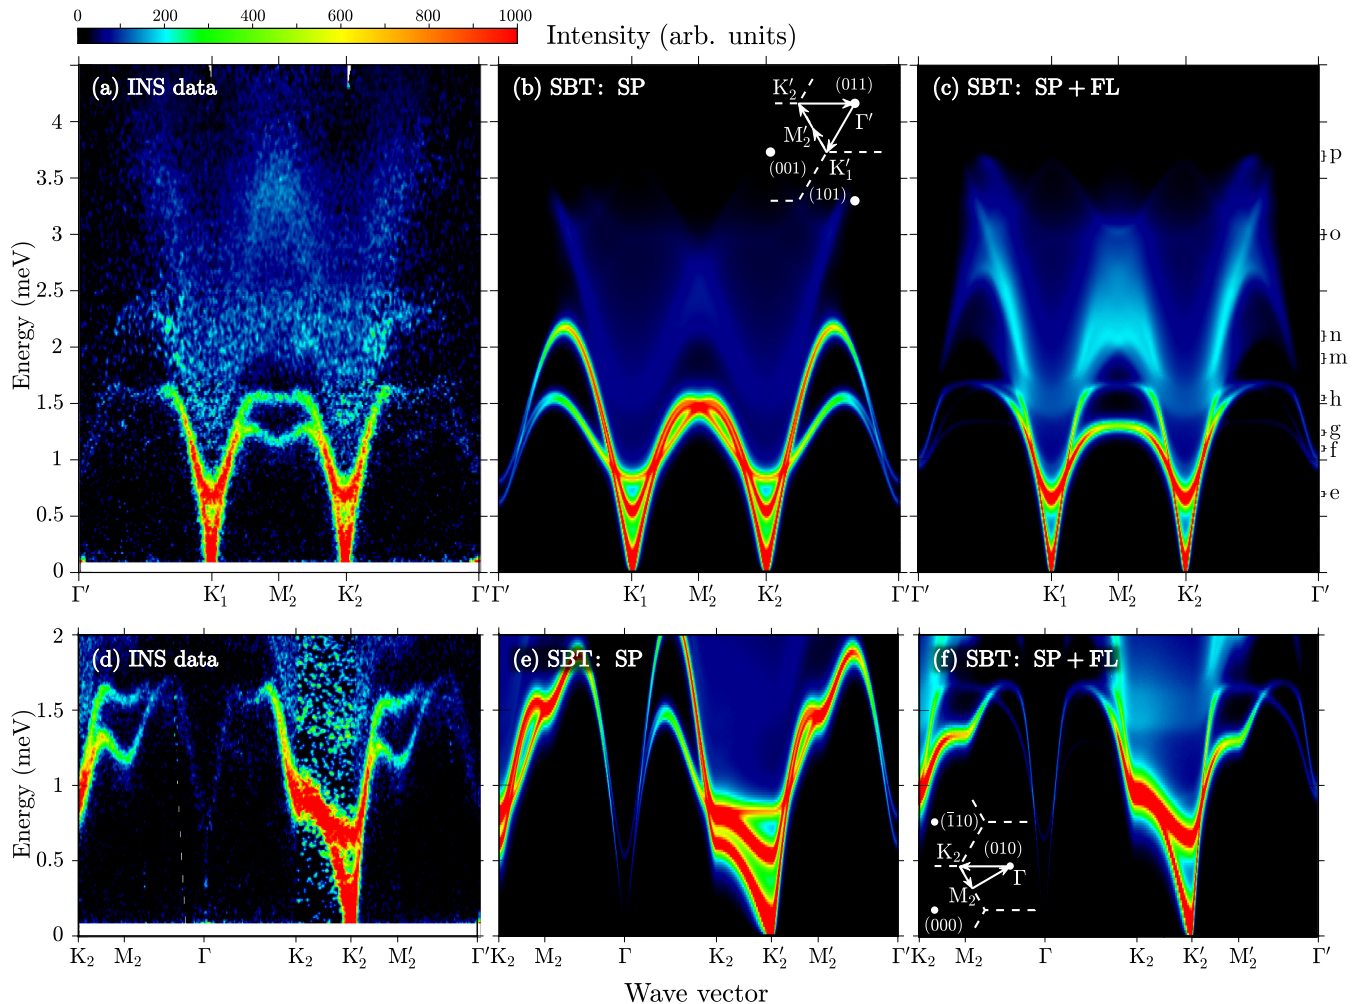 0 200 400 600 800 1000
Intensity (arb. units)
(a) INS data
(b) SBT: SP
(c) SBT: SP + FL
K′₂
(011)
M′₂
Γ′
(001)
K′₁
(101)
Energy (meV)
4
3.5
3
2.5
2
1.5
1
0.5
0
p
o
n
m
h
g
f
e
Γ′ K′₁ M′₂ K′₂ Γ′
Γ′ K′₁ M′₂ K′₂ Γ′
Γ′ K′₁ M′₂ K′₂ Γ′
(d) INS data
(e) SBT: SP
(f) SBT: SP + FL
Energy (meV)
2
1.5
1
0.5
0
(1̄10)
K₂
(010)
M₂
Γ
(000)
K₂ M₂ Γ K₂ K′₂ M′₂ Γ′
K₂ M₂ Γ K₂ K′₂ M′₂ Γ′
K₂ M₂ Γ K₂ K′₂ M′₂ Γ′
Wave vector